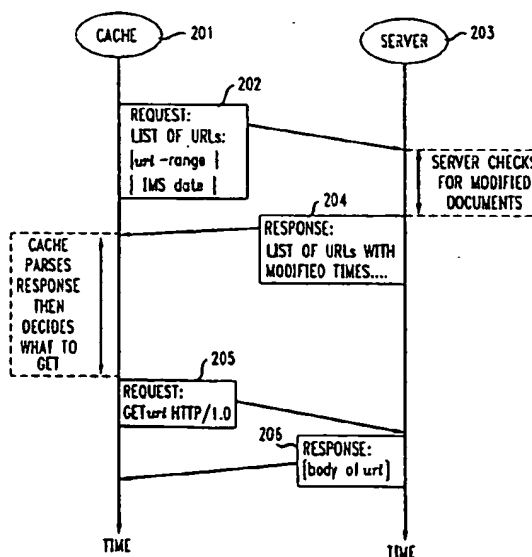 CACHE
201
SERVER
203
202
REQUEST:
LIST OF URLs:
[url-range]
[IMS date]
SERVER CHECKS
FOR MODIFIED
DOCUMENTS
204
RESPONSE:
LIST OF URLs WITH
MODIFIED TIMES....
CACHE
PARSES
RESPONSE
THEN
DECIDES
WHAT TO
GET
205
REQUEST:
GET url HTTP/1.0
206
RESPONSE:
[body of url]
TIME
TIME